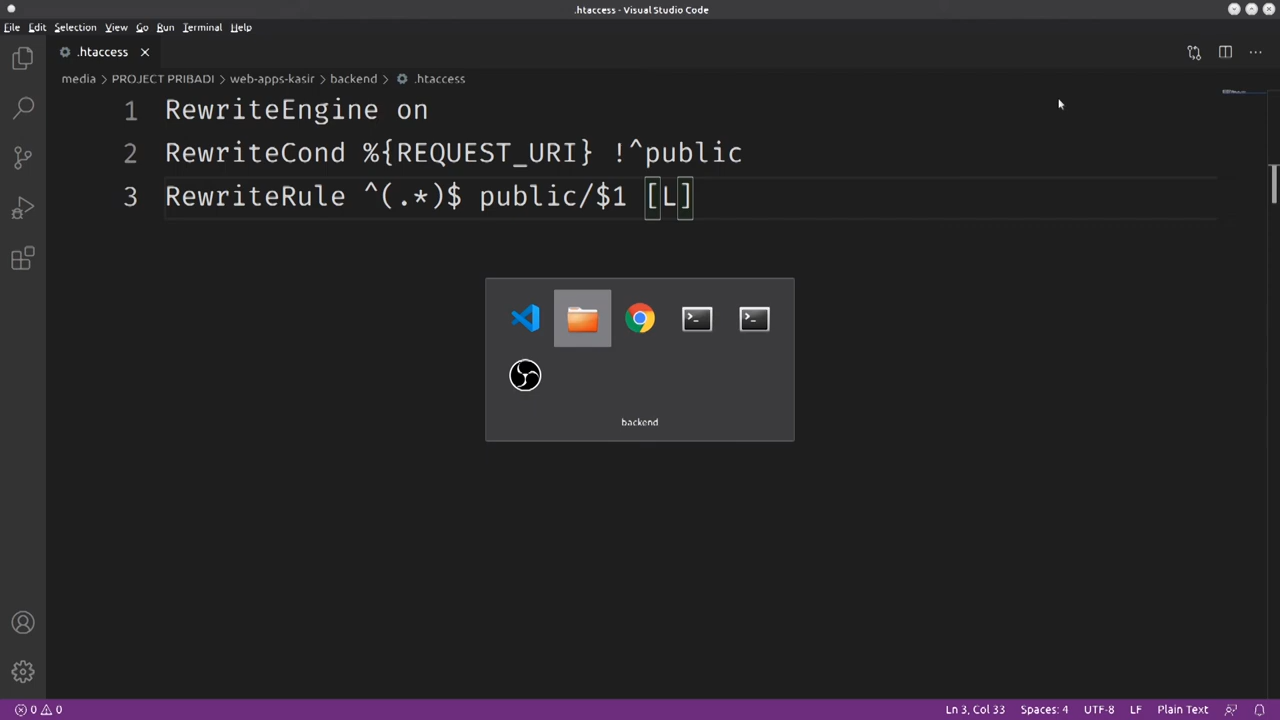 .htaccess - Visual Studio Code
File Edit Selection View Go Run Terminal Help
.htaccess
media > PROJECT PRIBADI > web-apps-kasir > backend > .htaccess
1 RewriteEngine on
2 RewriteCond %{REQUEST_URI} !^public
3 RewriteRule ^(.*)$ public/$1 [L]
backend
0 0 Ln 3, Col 33 Spaces: 4 UTF-8 LF Plain Text